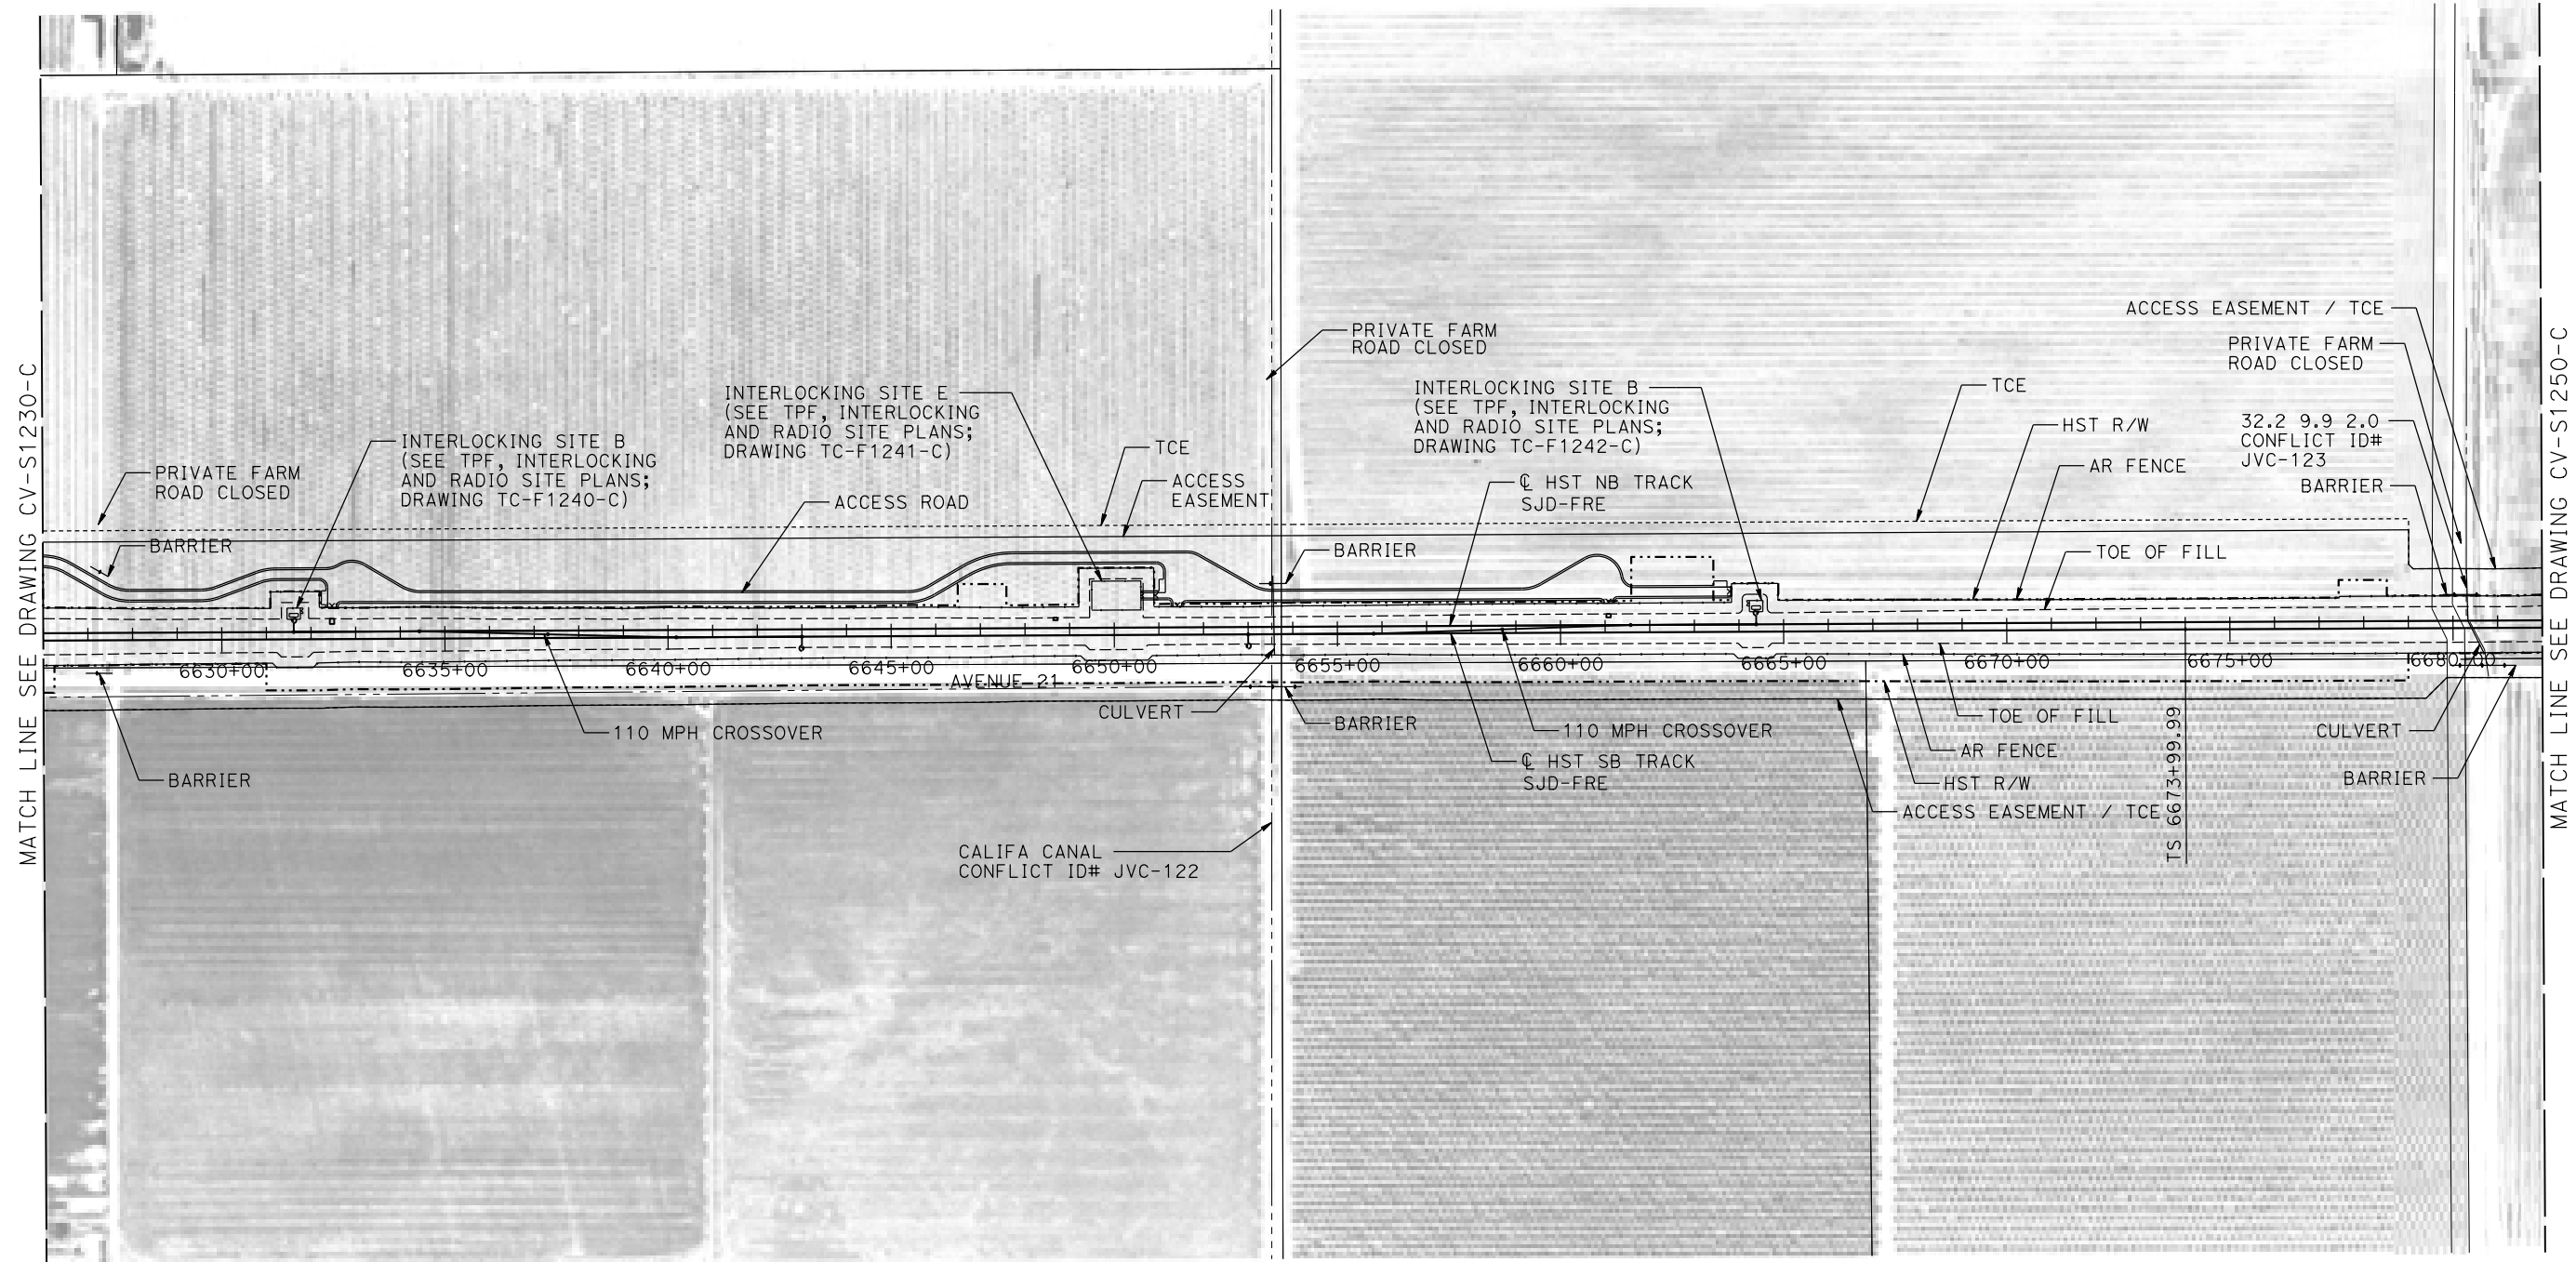 MATCH LINE SEE DRAWING CV-S1230-C
PRIVATE FARM
ROAD CLOSED
BARRIER
INTERLOCKING SITE B
(SEE TPF, INTERLOCKING
AND RADIO SITE PLANS;
DRAWING TC-F1240-C)
ACCESS ROAD
INTERLOCKING SITE E
(SEE TPF, INTERLOCKING
AND RADIO SITE PLANS;
DRAWING TC-F1241-C)
TCE
ACCESS
EASEMENT
PRIVATE FARM
ROAD CLOSED
BARRIER
INTERLOCKING SITE B
(SEE TPF, INTERLOCKING
AND RADIO SITE PLANS;
DRAWING TC-F1242-C)
℄ HST NB TRACK
SJD-FRE
TCE
HST R/W
AR FENCE
TOE OF FILL
ACCESS EASEMENT / TCE
PRIVATE FARM
ROAD CLOSED
32.2 9.9 2.0
CONFLICT ID#
JVC-123
BARRIER
6630+00
6635+00
6640+00
6645+00
6650+00
6655+00
6660+00
6665+00
6670+00
6675+00
6680+00
AVENUE 21
BARRIER
110 MPH CROSSOVER
CULVERT
BARRIER
110 MPH CROSSOVER
℄ HST SB TRACK
SJD-FRE
TOE OF FILL
AR FENCE
HST R/W
ACCESS EASEMENT / TCE
TS 6673+99.99
CULVERT
BARRIER
CALIFA CANAL
CONFLICT ID# JVC-122
MATCH LINE SEE DRAWING CV-S1250-C